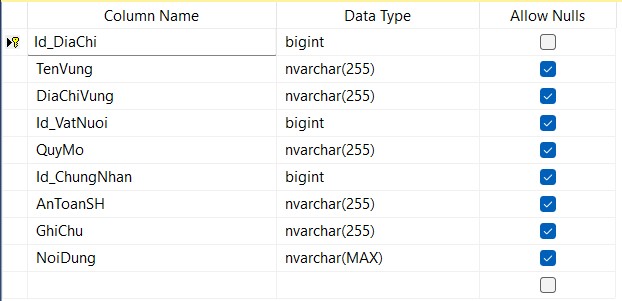 Column Name Data Type Allow Nulls
Id_DiaChi bigint
TenVung nvarchar(255)
DiaChiVung nvarchar(255)
Id_VatNuoi bigint
QuyMo nvarchar(255)
Id_ChungNhan bigint
AnToanSH nvarchar(255)
GhiChu nvarchar(255)
NoiDung nvarchar(MAX)